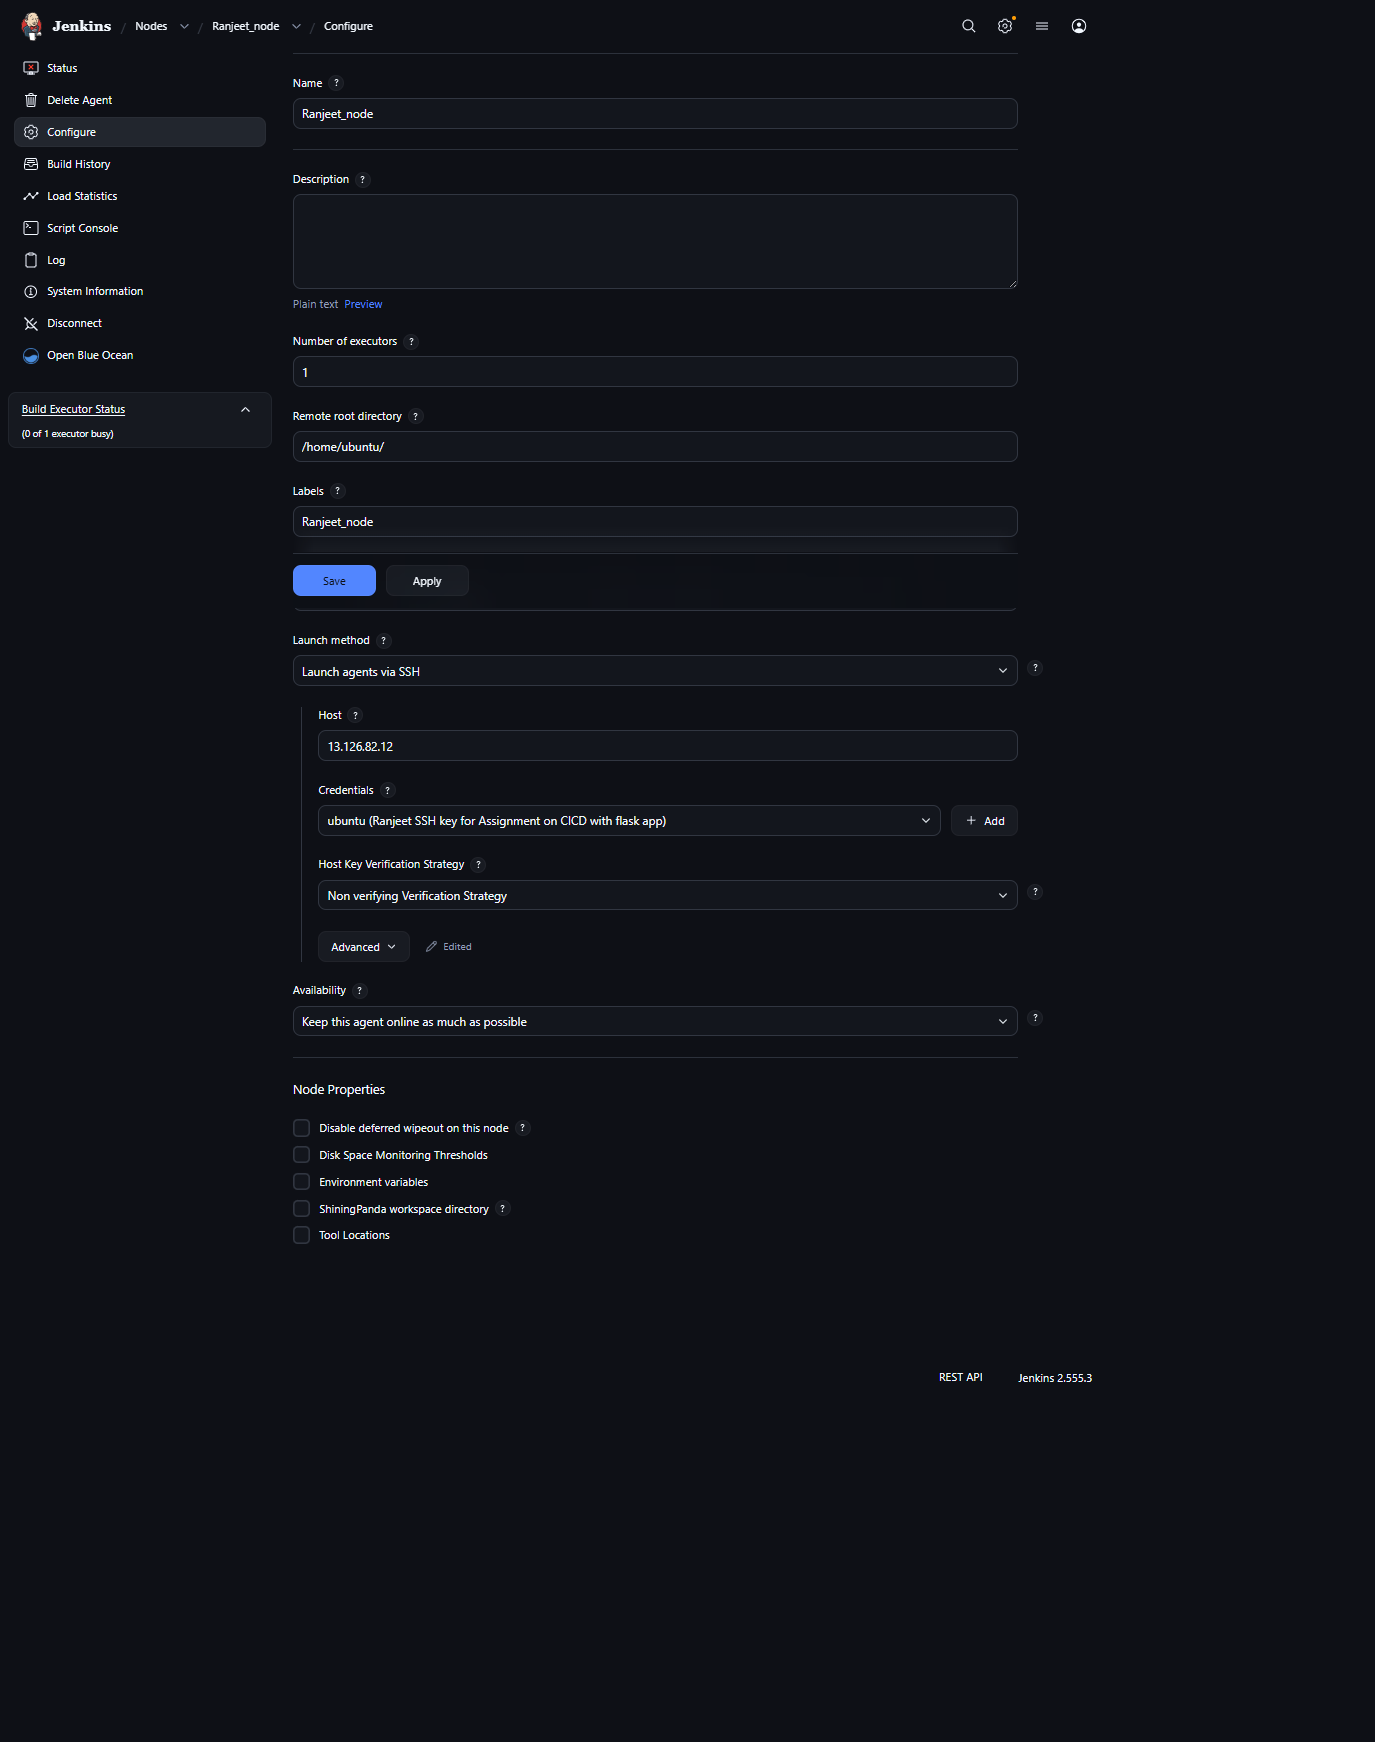 Jenkins / Nodes / Ranjeet_node / Configure
Status
Delete Agent
Configure
Build History
Load Statistics
Script Console
Log
System Information
Disconnect
Open Blue Ocean
Build Executor Status
(0 of 1 executor busy)
Name ?
Ranjeet_node
Description ?
Plain text Preview
Number of executors ?
1
Remote root directory ?
/home/ubuntu/
Labels ?
Ranjeet_node
Save Apply
Launch method ?
Launch agents via SSH ?
Host ?
13.126.82.12
Credentials ?
ubuntu (Ranjeet SSH key for Assignment on CICD with flask app) + Add
Host Key Verification Strategy ?
Non verifying Verification Strategy ?
Advanced Edited
Availability ?
Keep this agent online as much as possible ?
Node Properties
Disable deferred wipeout on this node ?
Disk Space Monitoring Thresholds
Environment variables
ShiningPanda workspace directory ?
Tool Locations
REST API Jenkins 2.555.3